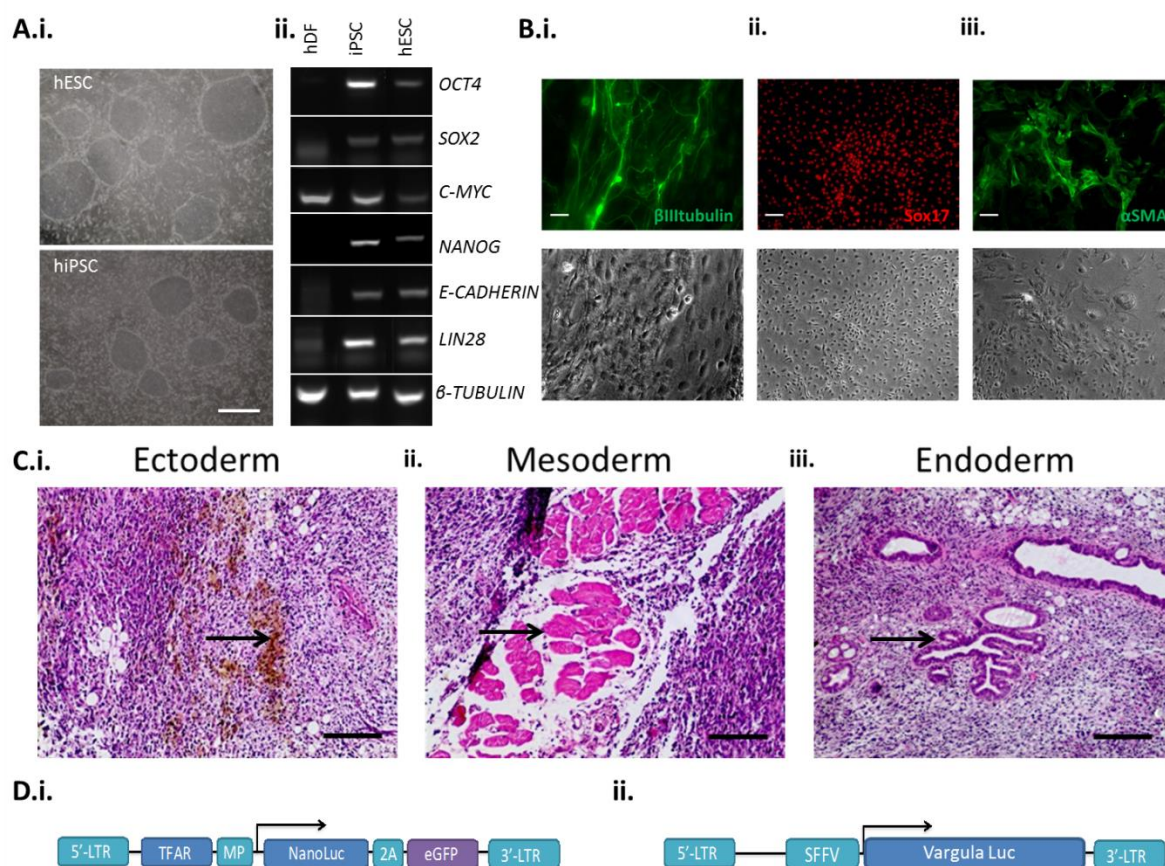 A.i.
ii.
B.i.
ii.
iii.
hDF
iPSC
hESC
hESC
hiPSC
OCT4
SOX2
C-MYC
NANOG
E-CADHERIN
LIN28
β-TUBULIN
βIIItubulin
Sox17
αSMA
C.i.
Ectoderm
ii.
Mesoderm
iii.
Endoderm
D.i.
ii.
5'-LTR TFAR MP NanoLuc 2A eGFP 3'-LTR
5'-LTR SFFV Vargula Luc 3'-LTR